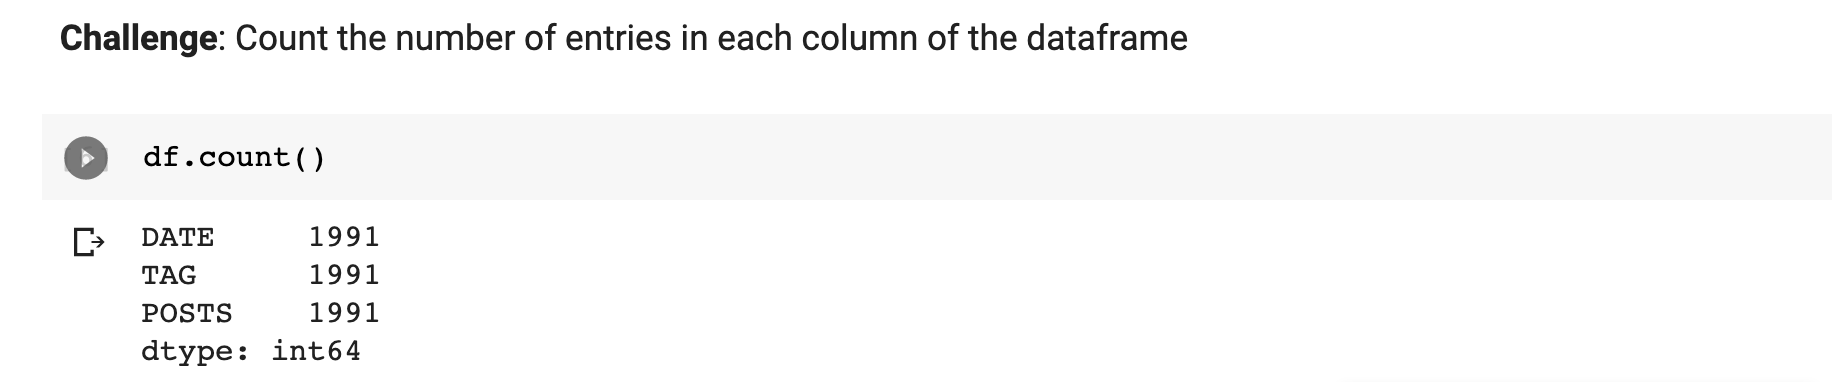 Challenge: Count the number of entries in each column of the dataframe
df.count()
DATE     1991
TAG      1991
POSTS    1991
dtype: int64